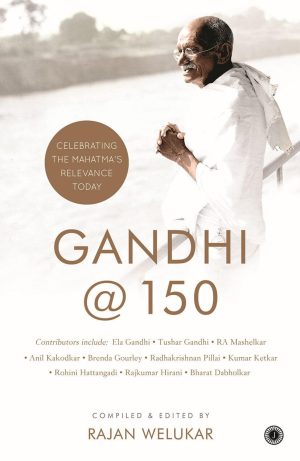 CELEBRATING
THE MAHATMA'S
RELEVANCE
TODAY
GANDHI
@ 150
Contributors include: Ela Gandhi • Tushar Gandhi • RA Mashelkar
• Anil Kakodkar • Brenda Gourley • Radhakrishnan Pillai • Kumar Ketkar
• Rohini Hattangadi • Rajkumar Hirani • Bharat Dabholkar
COMPILED & EDITED BY
RAJAN WELUKAR